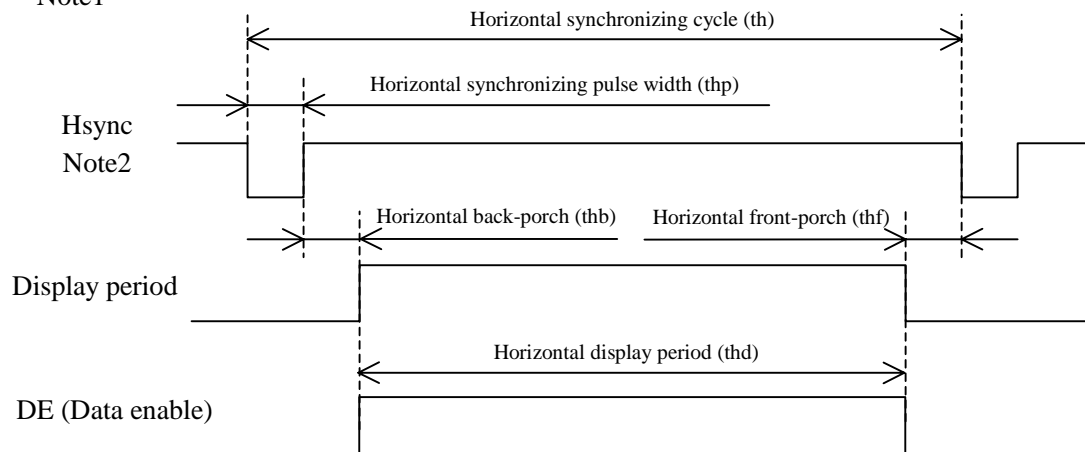 Note1
Horizontal synchronizing cycle (th)
Horizontal synchronizing pulse width (thp)
Hsync
Note2
Horizontal back-porch (thb)
Horizontal front-porch (thf)
Display period
Horizontal display period (thd)
DE (Data enable)